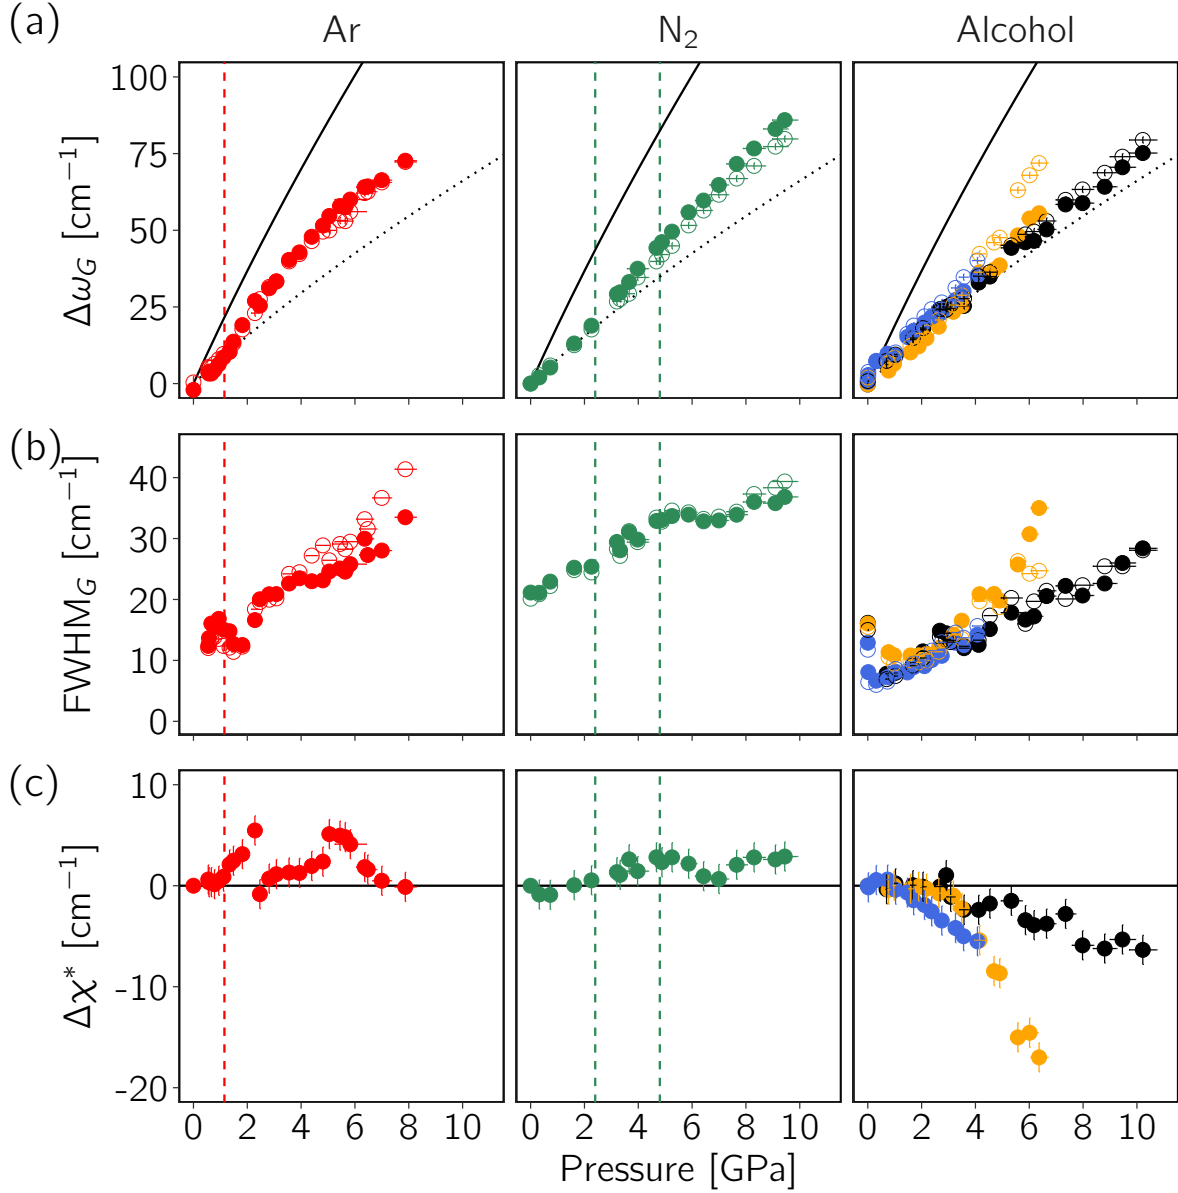 (a)
Ar
N₂
Alcohol
Δω_G [cm⁻¹]
100
75
50
25
0
(b)
FWHM_G [cm⁻¹]
40
30
20
10
0
(c)
Δχ* [cm⁻¹]
10
0
-10
-20
0 2 4 6 8 10
0 2 4 6 8 10
0 2 4 6 8 10
Pressure [GPa]